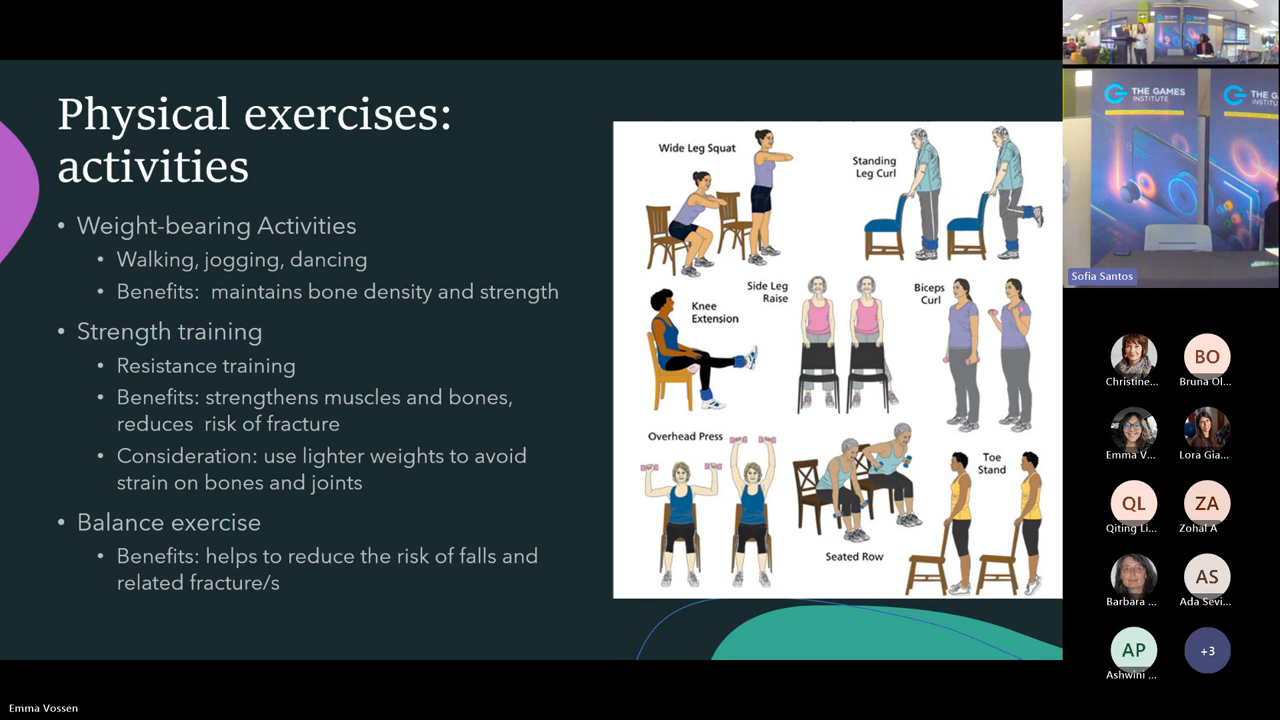 Physical exercises:
activities
• Weight-bearing Activities
• Walking, jogging, dancing
• Benefits: maintains bone density and strength
• Strength training
• Resistance training
• Benefits: strengthens muscles and bones,
reduces risk of fracture
• Consideration: use lighter weights to avoid
strain on bones and joints
• Balance exercise
• Benefits: helps to reduce the risk of falls and
related fracture/s
Wide Leg Squat
Standing
Leg Curl
Knee
Extension
Side Leg
Raise
Biceps
Curl
Overhead Press
Seated Row
Toe
Stand
THE GAMES
INSTITUTE
THE G
INST
Sofia Santos
Christine...
BO
Bruna Ol...
Emma V...
Lora Gia...
QL
Qiting Li...
ZA
Zohal A
Barbara ...
AS
Ada Sevi...
AP
Ashwini ...
+3
Emma Vossen